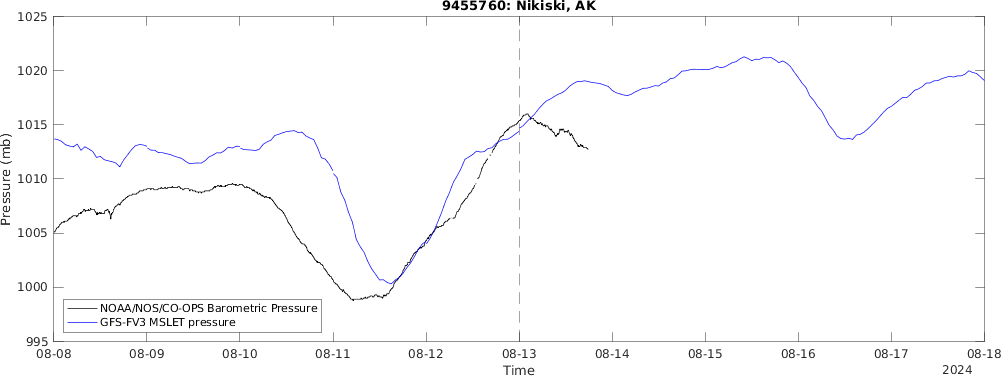 9455760: Nikiski, AK
1025
1020
1015
1010
1005
1000
995
Pressure (mb)
NOAA/NOS/CO-OPS Barometric Pressure
GFS-FV3 MSLET pressure
08-08 08-09 08-10 08-11 08-12 08-13 08-14 08-15 08-16 08-17 08-18
Time
2024